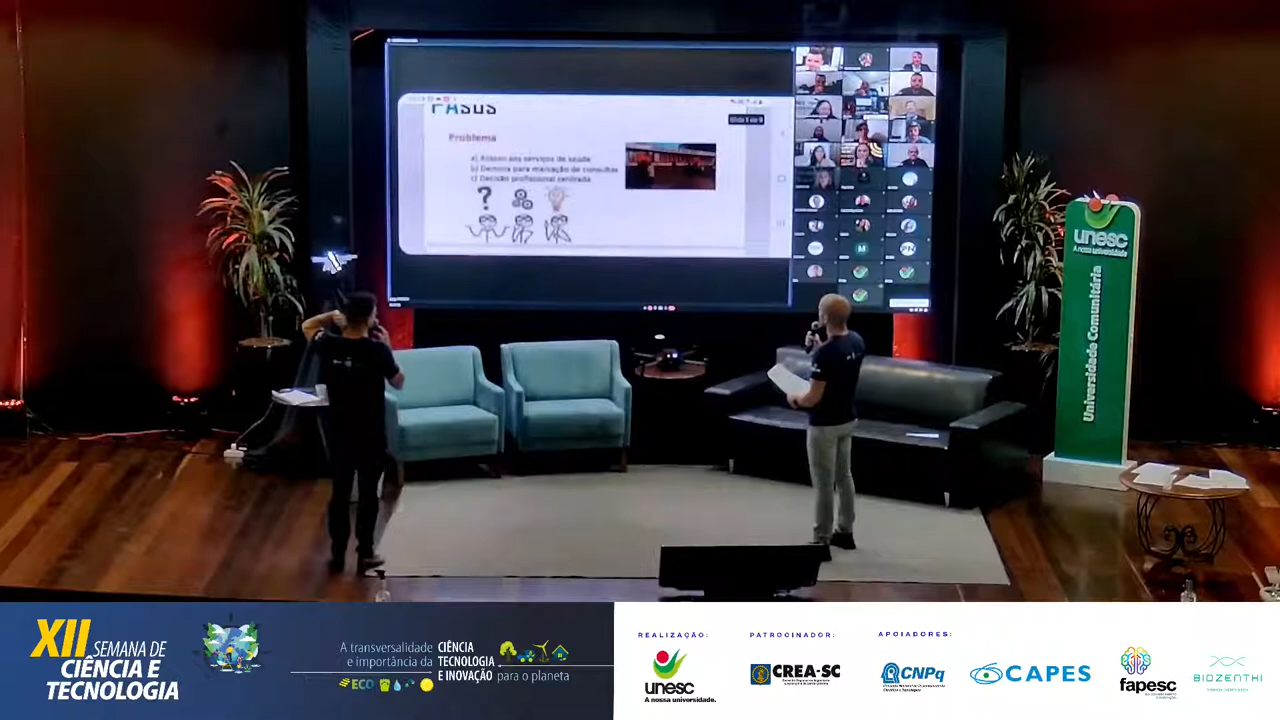 PASUS
Problema
a) Acesso aos serviços de saúde
b) Demora para marcação de consultas
c) Decisão profissional centrada
M
PN
unesc
A nossa universidade
Universidade Comunitária
XII SEMANA DE
CIÊNCIA E
TECNOLOGIA
A transversalidade CIÊNCIA
e importância da TECNOLOGIA
E INOVAÇÃO para o planeta
ECO
REALIZAÇÃO:
unesc
A nossa universidade.
PATROCINADOR:
CREA-SC
APOIADORES:
CNPq
CAPES
fapesc
BIOZENTHI